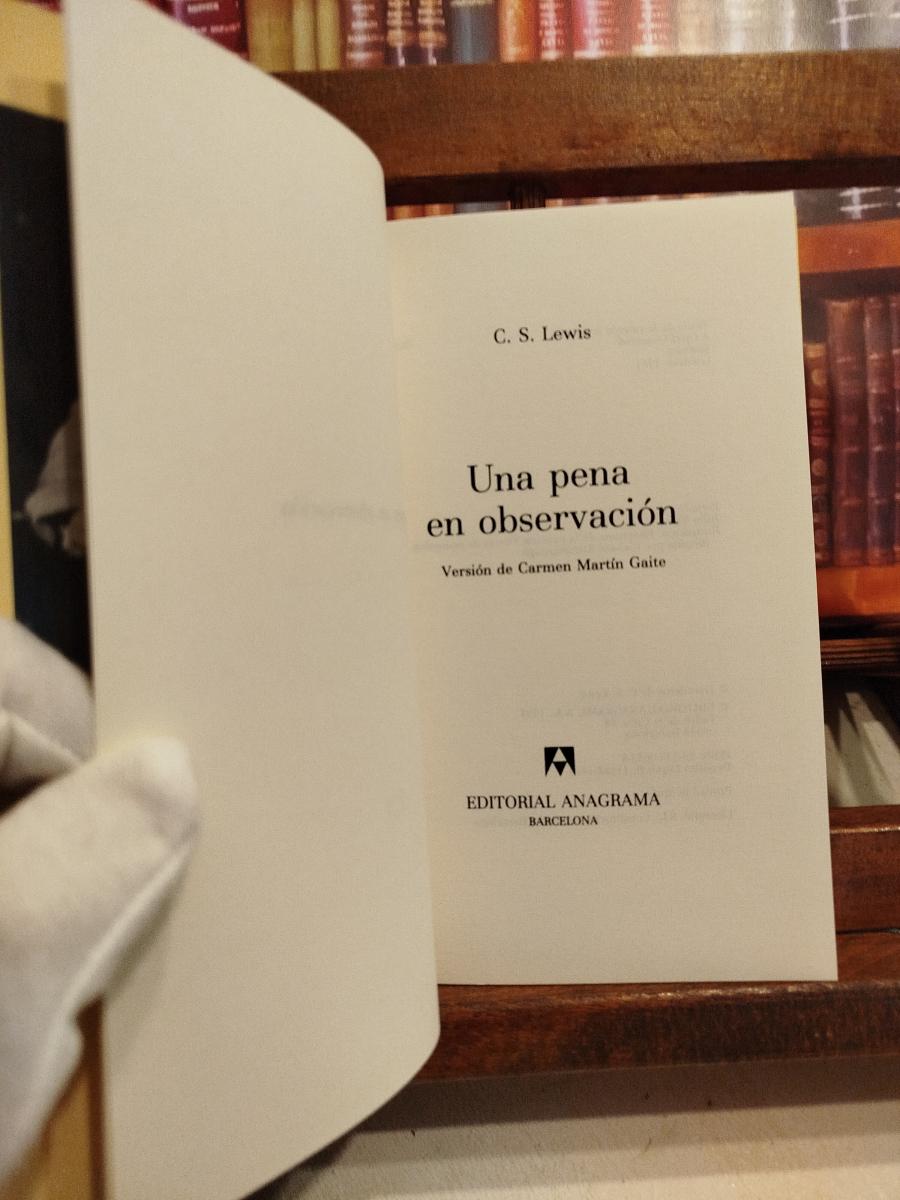 C. S. Lewis
Una pena
en observación
Versión de Carmen Martín Gaite
EDITORIAL ANAGRAMA
BARCELONA